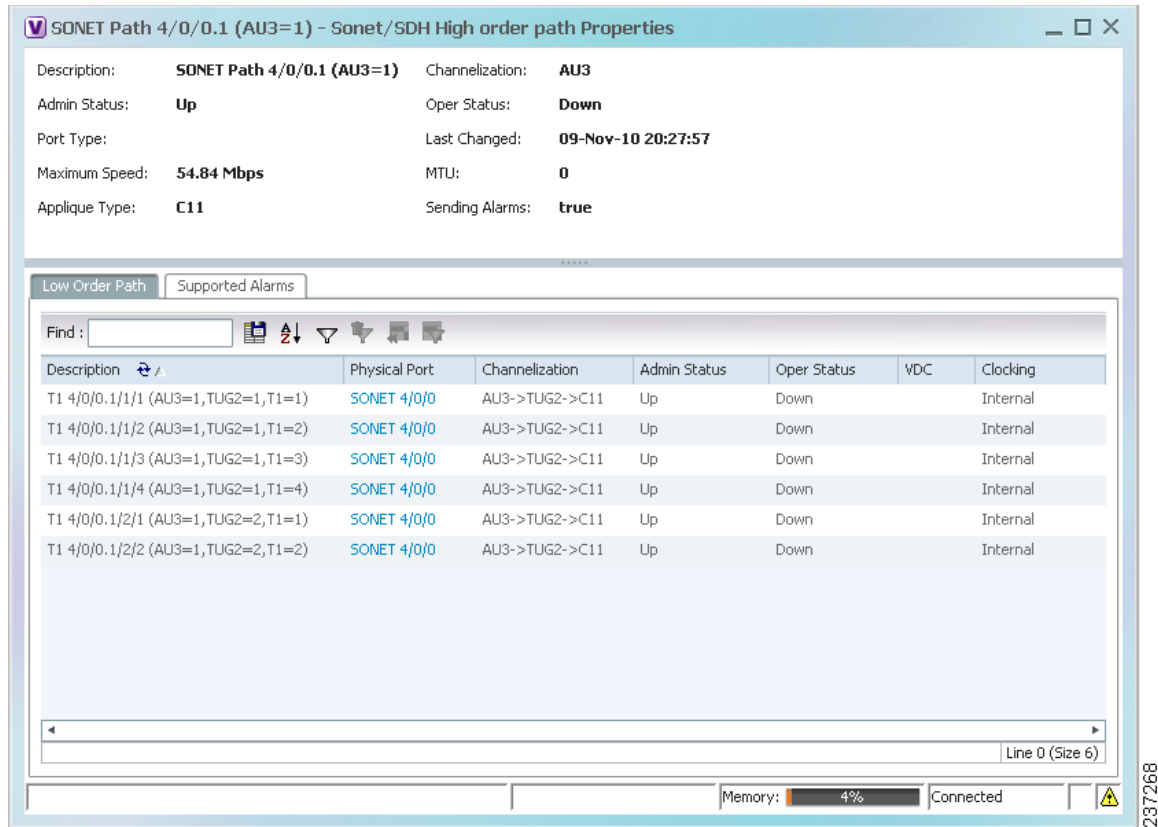 SONET Path 4/0/0.1 (AU3=1) - Sonet/SDH High order path Properties
Description: SONET Path 4/0/0.1 (AU3=1) Channelization: AU3
Admin Status: Up Oper Status: Down
Port Type: Last Changed: 09-Nov-10 20:27:57
Maximum Speed: 54.84 Mbps MTU: 0
Applique Type: C11 Sending Alarms: true
Low Order Path Supported Alarms
Find :
Description Physical Port Channelization Admin Status Oper Status VDC Clocking
T1 4/0/0.1/1/1 (AU3=1,TUG2=1,T1=1) SONET 4/0/0 AU3->TUG2->C11 Up Down Internal
T1 4/0/0.1/1/2 (AU3=1,TUG2=1,T1=2) SONET 4/0/0 AU3->TUG2->C11 Up Down Internal
T1 4/0/0.1/1/3 (AU3=1,TUG2=1,T1=3) SONET 4/0/0 AU3->TUG2->C11 Up Down Internal
T1 4/0/0.1/1/4 (AU3=1,TUG2=1,T1=4) SONET 4/0/0 AU3->TUG2->C11 Up Down Internal
T1 4/0/0.1/2/1 (AU3=1,TUG2=2,T1=1) SONET 4/0/0 AU3->TUG2->C11 Up Down Internal
T1 4/0/0.1/2/2 (AU3=1,TUG2=2,T1=2) SONET 4/0/0 AU3->TUG2->C11 Up Down Internal
Line 0 (Size 6)
Memory: 4% Connected
237268